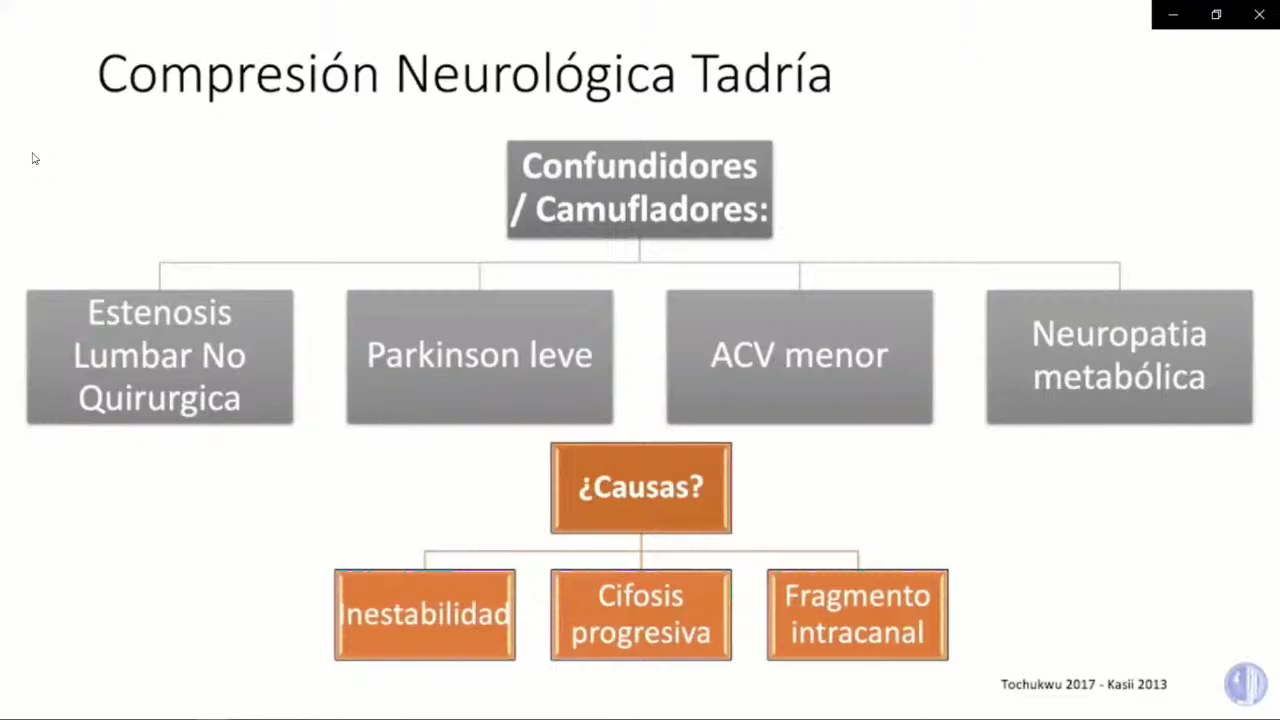 Compresión Neurológica Tadría
Confundidores
/ Camufladores:
Estenosis
Lumbar No
Quirurgica
Parkinson leve
ACV menor
Neuropatia
metabólica
¿Causas?
Inestabilidad
Cifosis
progresiva
Fragmento
intracanal
Tochukwu 2017 - Kasii 2013